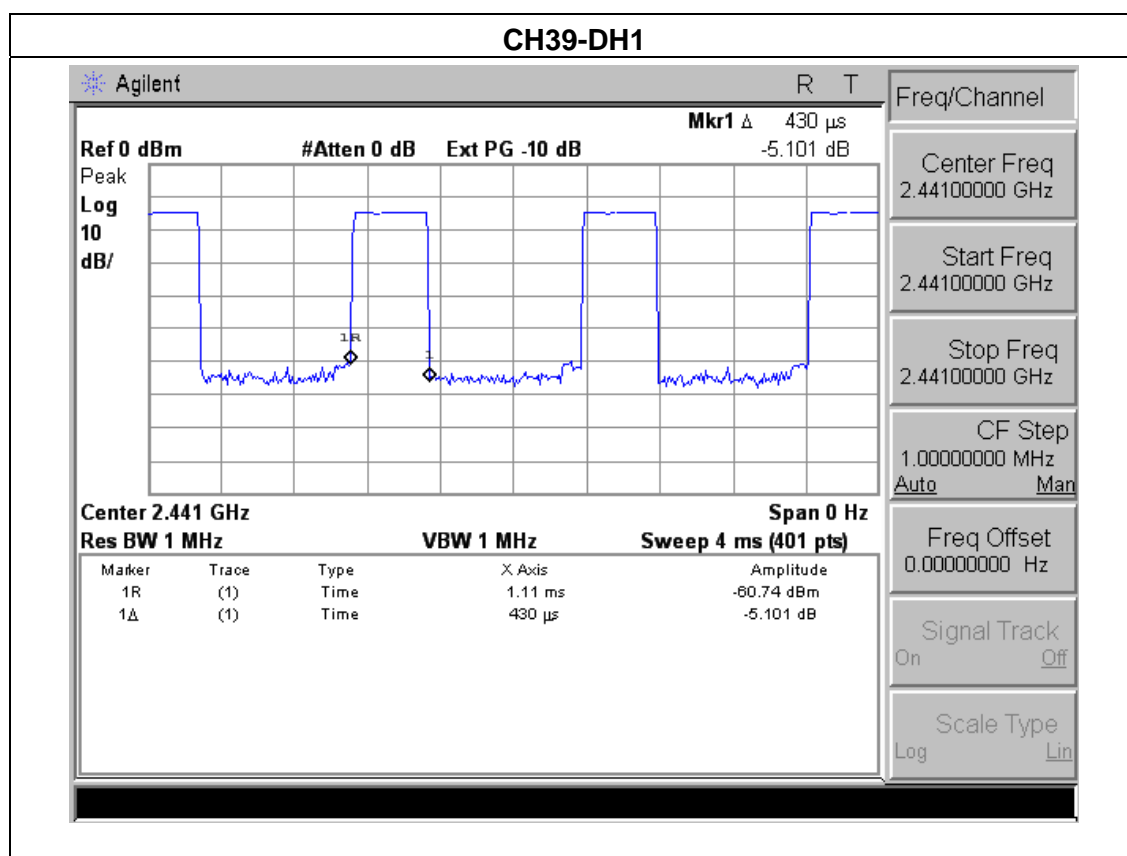 CH39-DH1
Agilent R T
Mkr1 Δ 430 µs
Ref 0 dBm #Atten 0 dB Ext PG -10 dB -5.101 dB
Peak
Log
10
dB/
1R
1
Center 2.441 GHz Span 0 Hz
Res BW 1 MHz VBW 1 MHz Sweep 4 ms (401 pts)
Marker Trace Type X Axis Amplitude
1R (1) Time 1.11 ms -60.74 dBm
1Δ (1) Time 430 µs -5.101 dB
Freq/Channel
Center Freq
2.44100000 GHz
Start Freq
2.44100000 GHz
Stop Freq
2.44100000 GHz
CF Step
1.00000000 MHz
Auto Man
Freq Offset
0.00000000 Hz
Signal Track
On Off
Scale Type
Log Lin